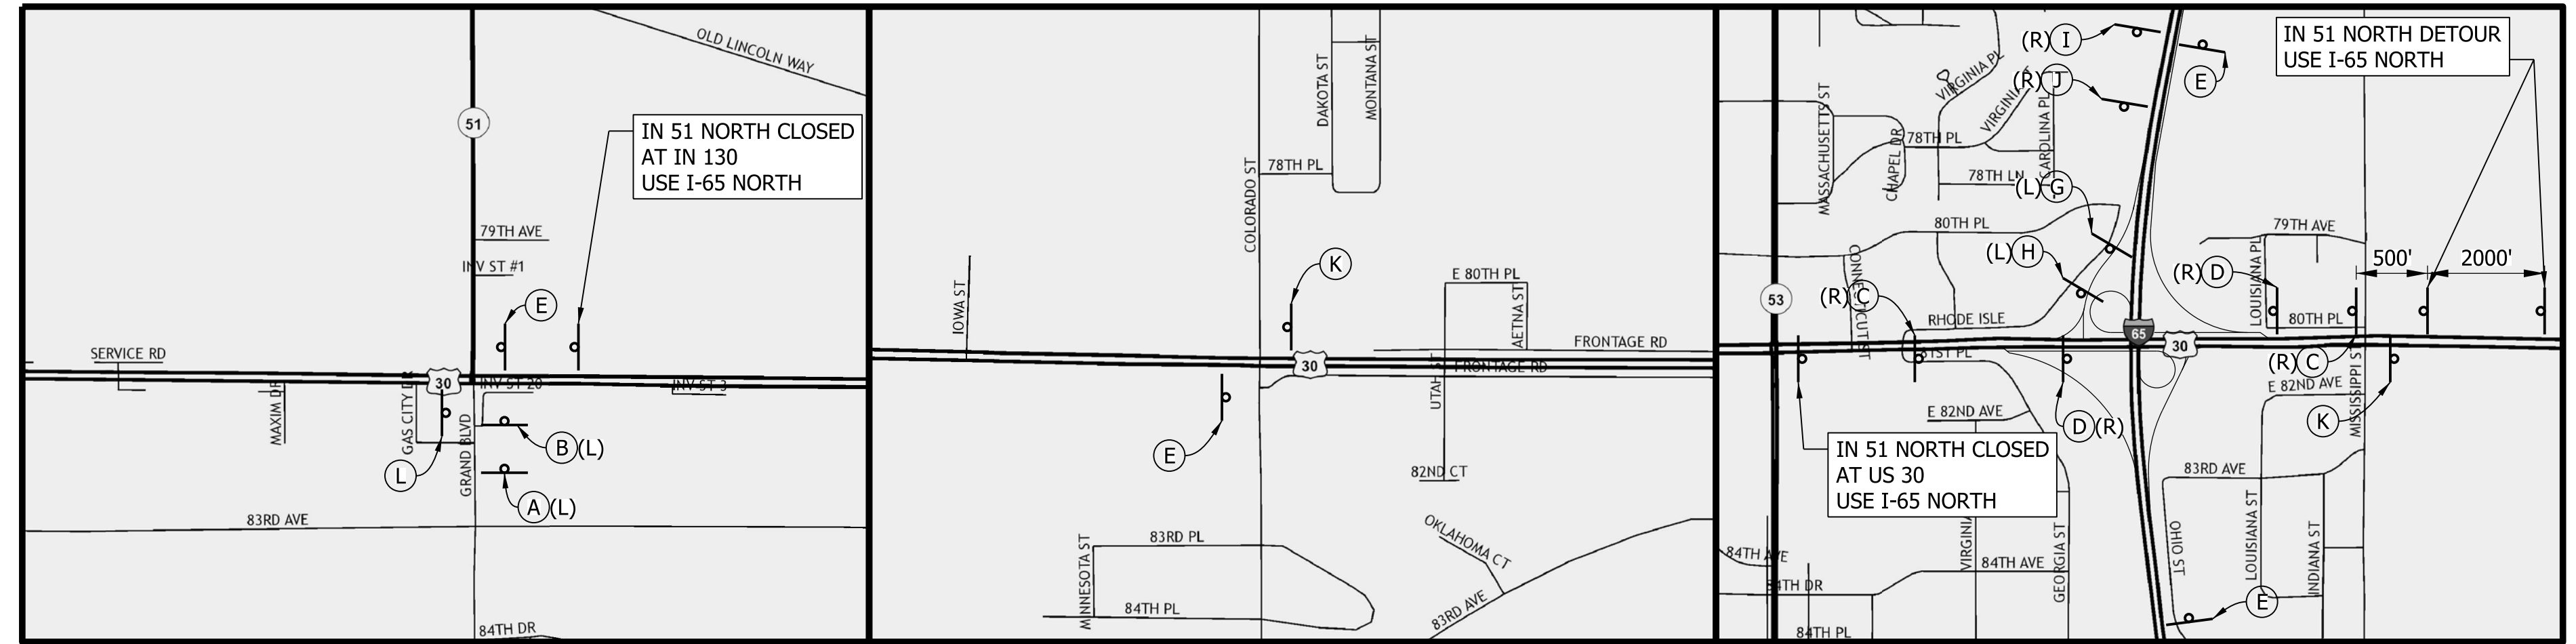 OLD LINCOLN WAY
51
IN 51 NORTH CLOSED
AT IN 130
USE I-65 NORTH
79TH AVE
INV ST #1
E
SERVICE RD
30
INV ST 20
INV ST 3
MAXIM DR
GAS CITY DR
GRAND BLVD
L
B(L)
A(L)
83RD AVE
84TH DR
DAKOTA ST
MONTANA ST
COLORADO ST
78TH PL
K
IOWA ST
E 80TH PL
AETNA ST
FRONTAGE RD
30
FRONTAGE RD
UTAH ST
E
82ND CT
OKLAHOMA CT
MINNESOTA ST
83RD PL
84TH PL
83RD AVE
(R) I
E
IN 51 NORTH DETOUR
USE I-65 NORTH
VIRGINIA PL
(R) J
VIRGINIA
MASSACHUSETTS ST
CHAPEL DR
78TH PL
CAROLINA PL
78TH LN
(L) G
80TH PL
79TH AVE
CONNECTICUT ST
(L) H
LOUISIANA PL
(R) D
500'
2000'
53
(R) C
RHODE ISLE
80TH PL
65
30
81ST PL
(R) C
MISSISSIPPI ST
E 82ND AVE
E 82ND AVE
D (R)
K
IN 51 NORTH CLOSED
AT US 30
USE I-65 NORTH
83RD AVE
VIRGINIA
GEORGIA ST
OHIO ST
LOUISIANA ST
INDIANA ST
84TH AVE
84TH AVE
84TH DR
E
84TH PL